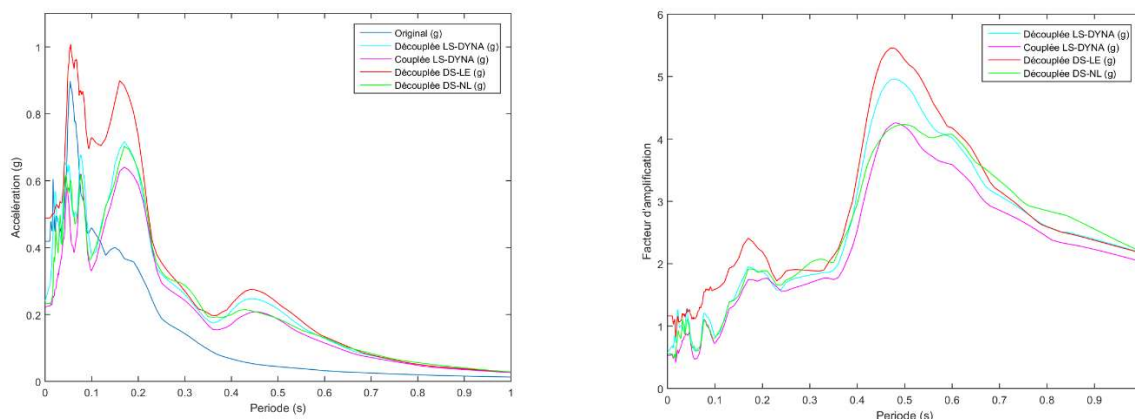 Original (g)
Découplée LS-DYNA (g)
Couplée LS-DYNA (g)
Découplée DS-LE (g)
Découplée DS-NL (g)
Accélération (g)
1
0.8
0.6
0.4
0.2
0
0 0.1 0.2 0.3 0.4 0.5 0.6 0.7 0.8 0.9 1
Periode (s)
Découplée LS-DYNA (g)
Couplée LS-DYNA (g)
Découplée DS-LE (g)
Découplée DS-NL (g)
Facteur d'amplification
6
5
4
3
2
1
0
0 0.1 0.2 0.3 0.4 0.5 0.6 0.7 0.8 0.9
Periode (s)